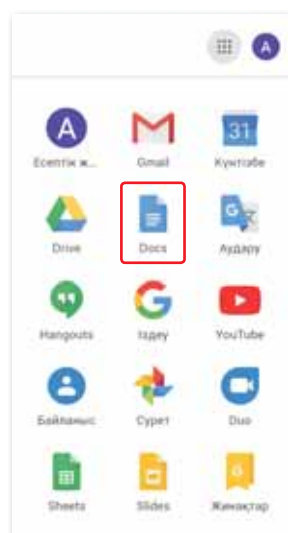 A
A
Есептік ж...
Gmail
31
Күнтізбе
Drive
Docs
G
Аудару
Hangouts
G
Іздеу
YouTube
Байланыс
Сурет
Duo
Sheets
Slides
Жинақтар